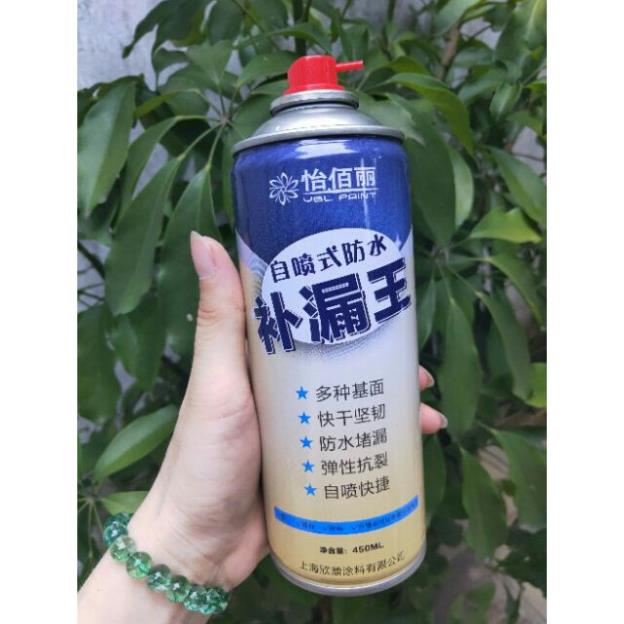 怡佰丽
JBL PAINT
自喷式防水
补漏王
★ 多种基面
★ 快干坚韧
★ 防水堵漏
★ 弹性抗裂
★ 自喷快捷
净含量: 450ML
上海欣慧涂料有限公司